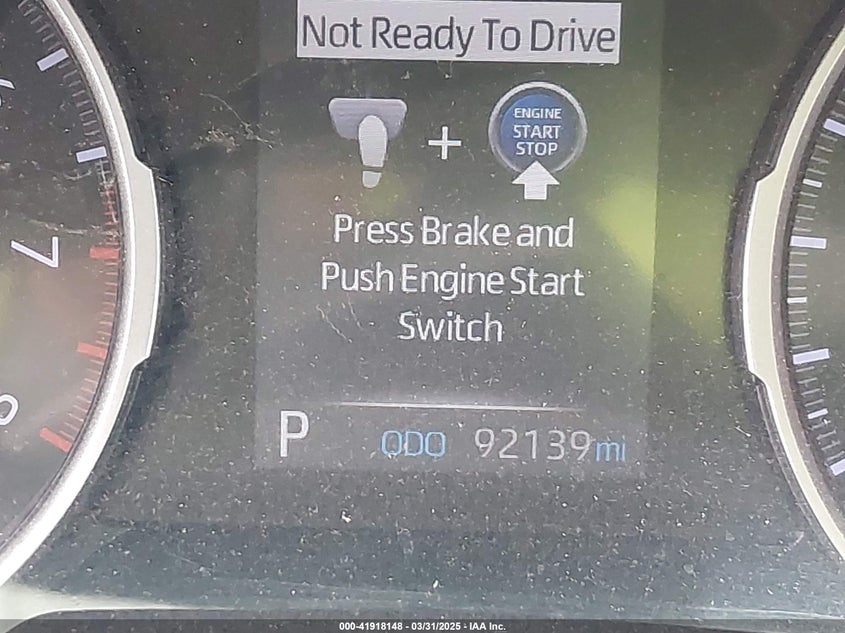 Not Ready To Drive
ENGINE
START
STOP
+
Press Brake and
Push Engine Start
Switch
7
P ODO 92139 mi
000-41918148 - 03/31/2025 - IAA Inc.